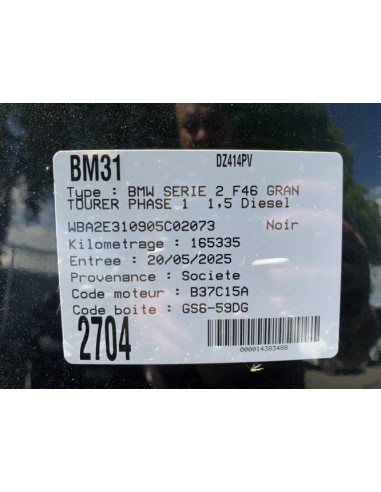 BM31 DZ414PV
Type : BMW SERIE 2 F46 GRAN
TOURER PHASE 1 1,5 Diesel
WBA2E310905C02073 Noir
Kilometrage : 165335
Entree : 20/05/2025
Provenance : Societe
Code moteur : B37C15A
Code boite : GS6-59DG
2704
000014383488